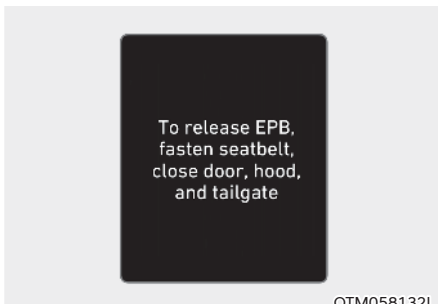 To release EPB,
fasten seatbelt,
close door, hood,
and tailgate
OTM058132L